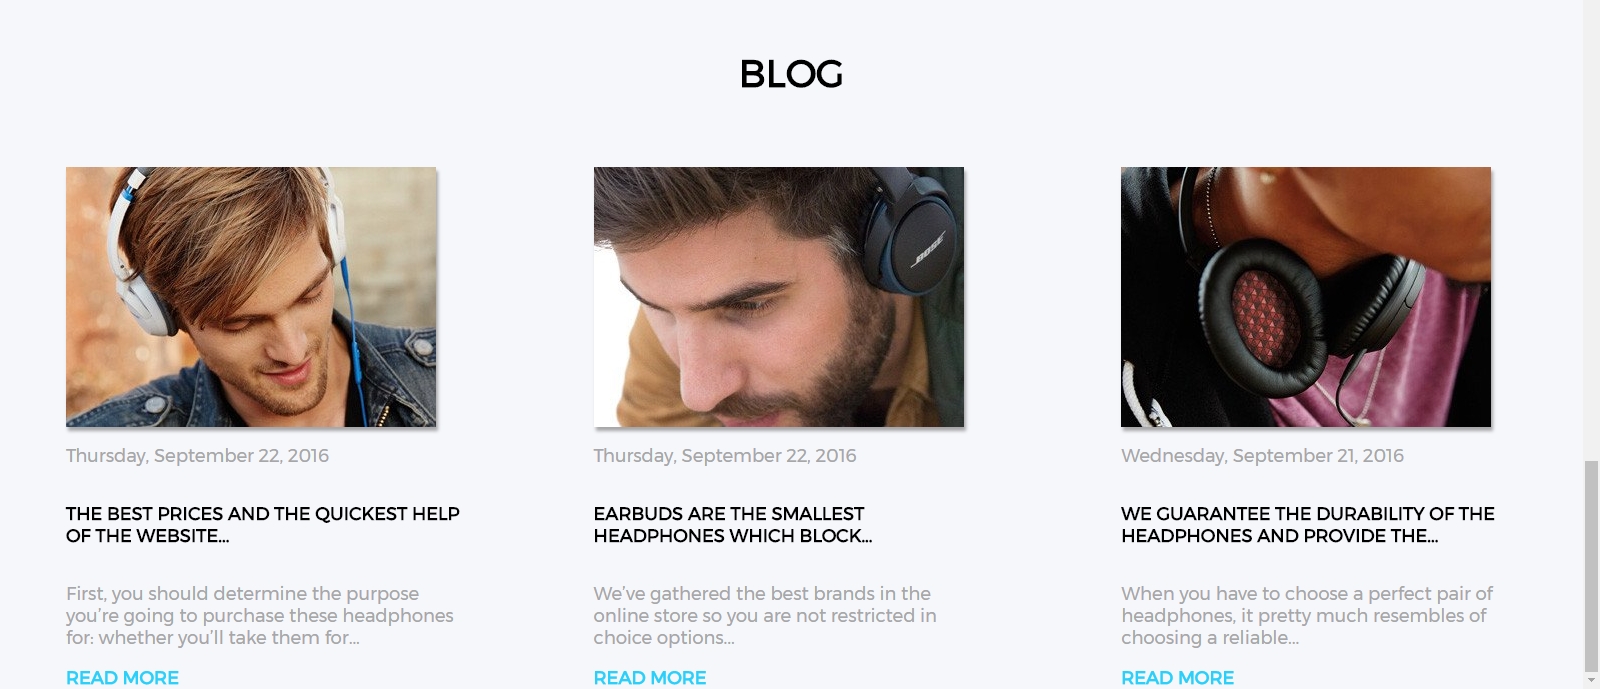 BLOG
BOSE
Thursday, September 22, 2016
THE BEST PRICES AND THE QUICKEST HELP
OF THE WEBSITE...
First, you should determine the purpose
you’re going to purchase these headphones
for: whether you’ll take them for...
READ MORE
Thursday, September 22, 2016
EARBUDS ARE THE SMALLEST
HEADPHONES WHICH BLOCK...
We’ve gathered the best brands in the
online store so you are not restricted in
choice options...
READ MORE
Wednesday, September 21, 2016
WE GUARANTEE THE DURABILITY OF THE
HEADPHONES AND PROVIDE THE...
When you have to choose a perfect pair of
headphones, it pretty much resembles of
choosing a reliable...
READ MORE